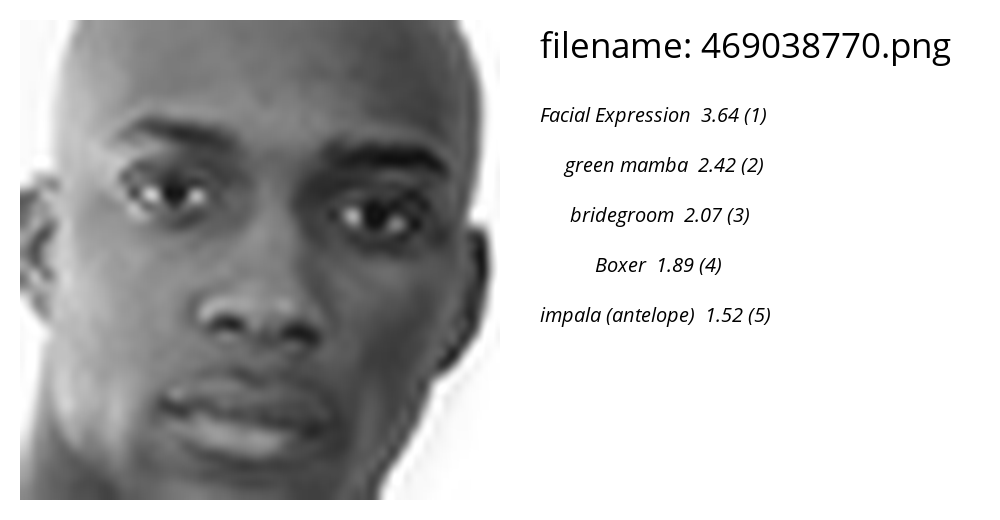 filename: 469038770.png
Facial Expression 3.64 (1)
green mamba 2.42 (2)
bridegroom 2.07 (3)
Boxer 1.89 (4)
impala (antelope) 1.52 (5)